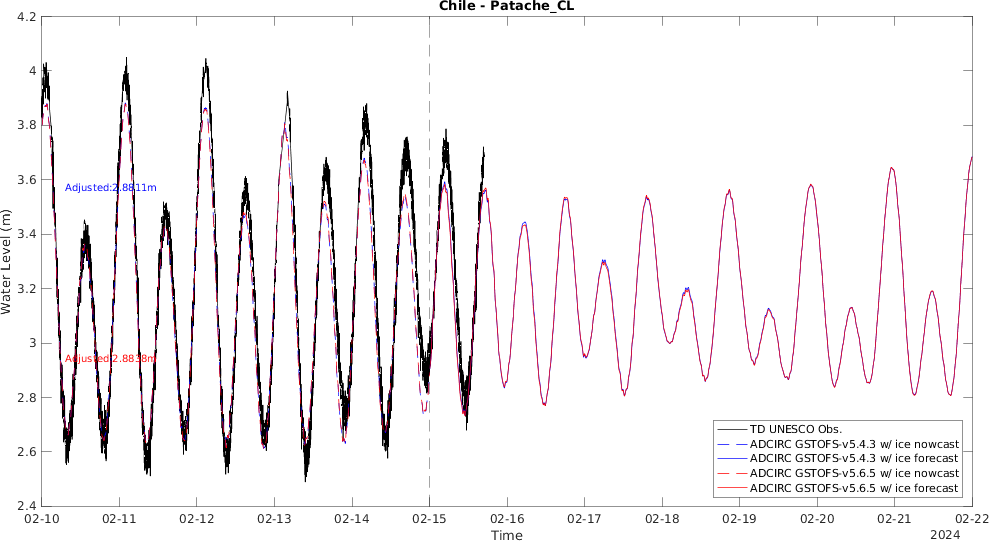 Chile - Patache_CL
4.2
4
3.8
3.6
3.4
3.2
3
2.8
2.6
2.4
Water Level (m)
Adjusted:2.8811m
Adjusted:2.8838m
TD UNESCO Obs.
ADCIRC GSTOFS-v5.4.3 w/ ice nowcast
ADCIRC GSTOFS-v5.4.3 w/ ice forecast
ADCIRC GSTOFS-v5.6.5 w/ ice nowcast
ADCIRC GSTOFS-v5.6.5 w/ ice forecast
02-10 02-11 02-12 02-13 02-14 02-15 02-16 02-17 02-18 02-19 02-20 02-21 02-22
Time
2024